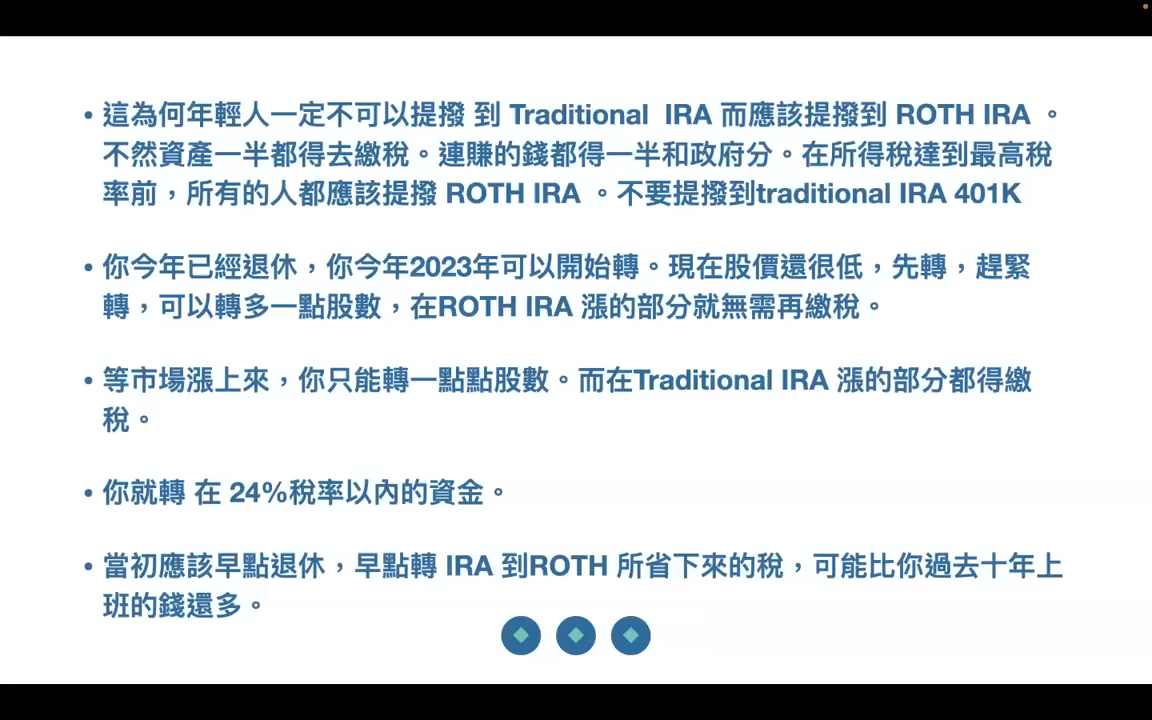 • 這為何年輕人一定不可以提撥 到 Traditional  IRA 而應該提撥到 ROTH IRA 。
不然資產一半都得去繳稅。連賺的錢都得一半和政府分。在所得稅達到最高稅
率前，所有的人都應該提撥 ROTH IRA 。不要提撥到traditional IRA 401K
• 你今年已經退休，你今年2023年可以開始轉。現在股價還很低，先轉，趕緊
轉，可以轉多一點股數，在ROTH IRA 漲的部分就無需再繳稅。
• 等市場漲上來，你只能轉一點點股數。而在Traditional IRA 漲的部分都得繳
稅。
• 你就轉 在 24%稅率以內的資金。
• 當初應該早點退休，早點轉 IRA 到ROTH 所省下來的稅，可能比你過去十年上
班的錢還多。